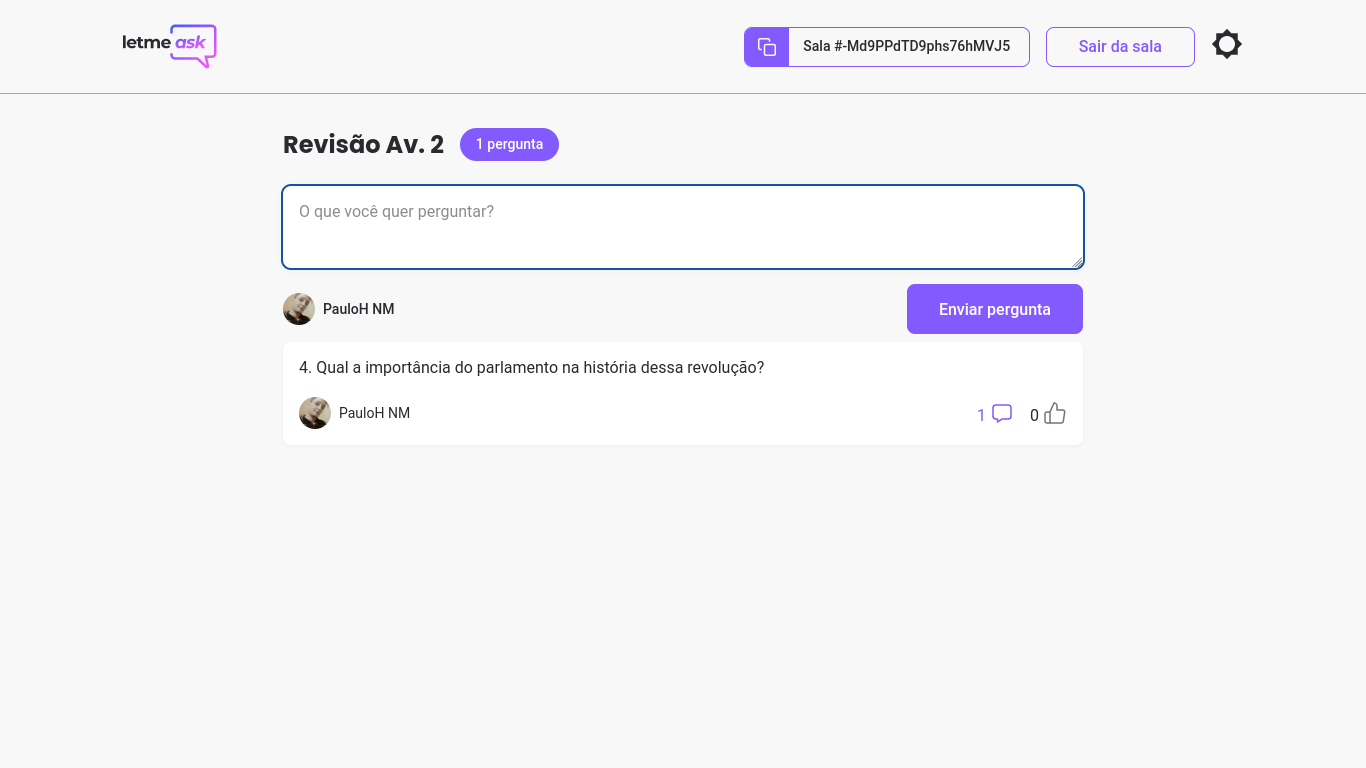 letme ask
Sala #-Md9PPdTD9phs76hMVJ5
Sair da sala
Revisão Av. 2
1 pergunta
O que você quer perguntar?
PauloH NM
Enviar pergunta
4. Qual a importância do parlamento na história dessa revolução?
PauloH NM
1
0